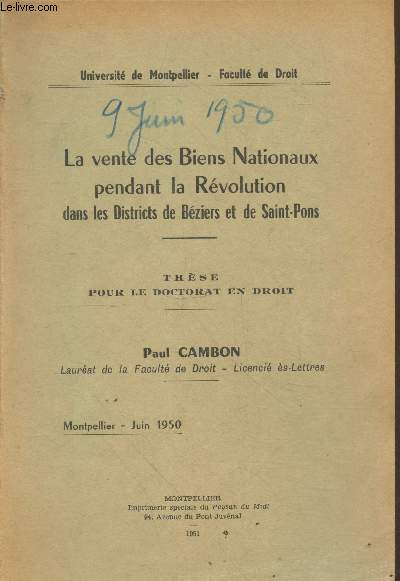 www.le-livre.com
Université de Montpellier - Faculté de Droit
9 Juin 1950
La vente des Biens Nationaux
pendant la Révolution
dans les Districts de Béziers et de Saint-Pons
THÈSE
POUR LE DOCTORAT EN DROIT
Paul CAMBON
Lauréat de la Faculté de Droit - Licencié ès-Lettres
Montpellier - Juin 1950
MONTPELLIER
Imprimerie spéciale du Paysan du Midi
94, Avenue du Pont Juvénal
1951